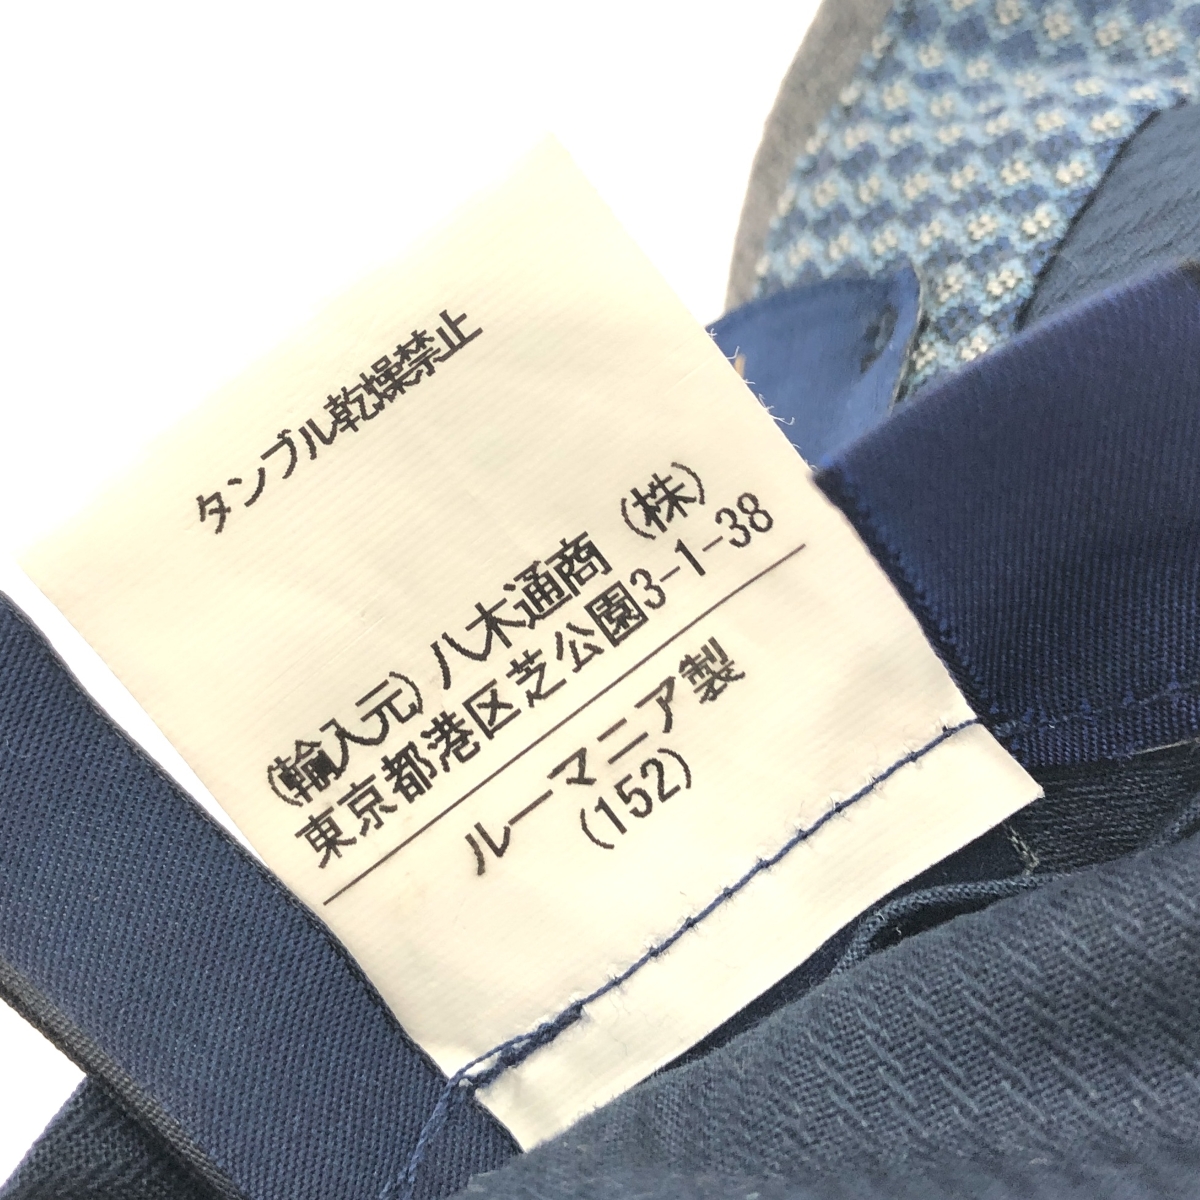 タンブル乾燥禁止
(輸入元) 八木通商 (株)
東京都港区芝公園3-1-38
ルーマニア製
(152)